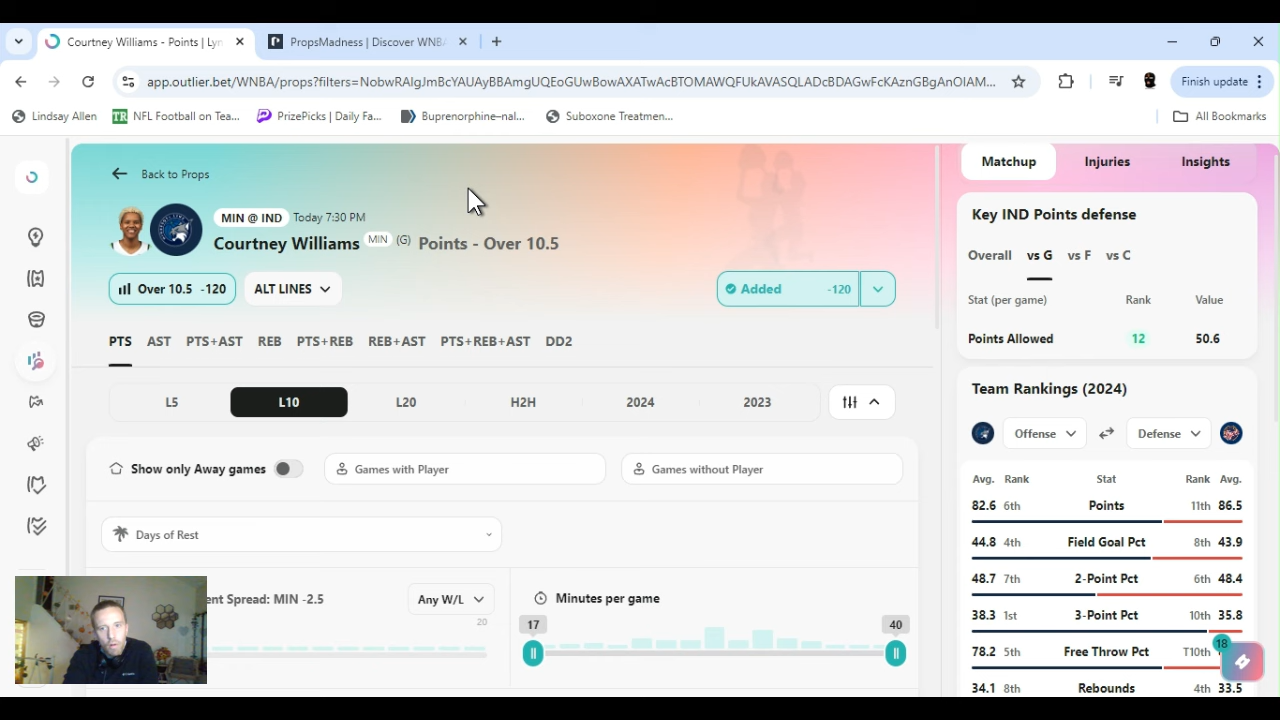 Courtney Williams - Points | Lyn
PropsMadness | Discover WNBA
app.outlier.bet/WNBA/props?filters=NobwRAlgJmBcYAUAyBBAmgUQEoGUwBowAXATwAcBTOMAWQFUkAVASQLADcBDAGwFcKAznGBgAnOIAM...
Finish update
Lindsay Allen
TR NFL Football on Tea...
PrizePicks | Daily Fa...
Buprenorphine–nal...
Suboxone Treatmen...
All Bookmarks
Back to Props
MIN @ IND Today 7:30 PM
Courtney Williams MIN (G) Points - Over 10.5
Over 10.5 -120 ALT LINES
Added -120
PTS AST PTS+AST REB PTS+REB REB+AST PTS+REB+AST DD2
L5 L10 L20 H2H 2024 2023
Show only Away games
Games with Player
Games without Player
Days of Rest
ent Spread: MIN -2.5
Any W/L
20
Minutes per game
17 40
Matchup Injuries Insights
Key IND Points defense
Overall vs G vs F vs C
Stat (per game) Rank Value
Points Allowed 12 50.6
Team Rankings (2024)
Offense Defense
Avg. Rank Stat Rank Avg.
82.6 6th Points 11th 86.5
44.8 4th Field Goal Pct 8th 43.9
48.7 7th 2-Point Pct 6th 48.4
38.3 1st 3-Point Pct 10th 35.8
18
78.2 5th Free Throw Pct T10th
34.1 8th Rebounds 4th 33.5